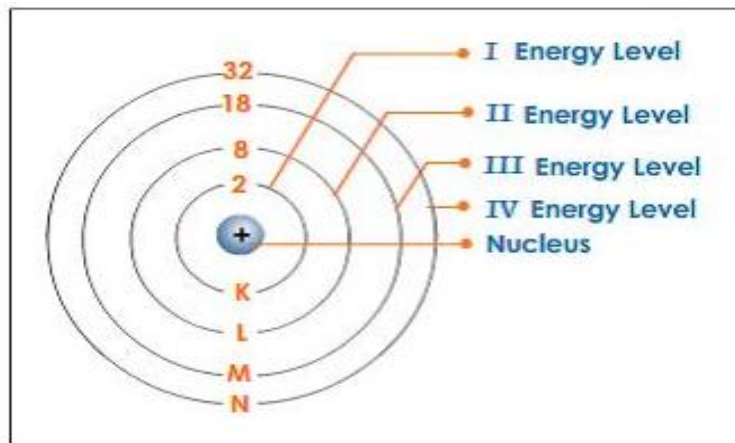 I Energy Level
32
18
II Energy Level
8
III Energy Level
2
IV Energy Level
+
Nucleus
K
L
M
N